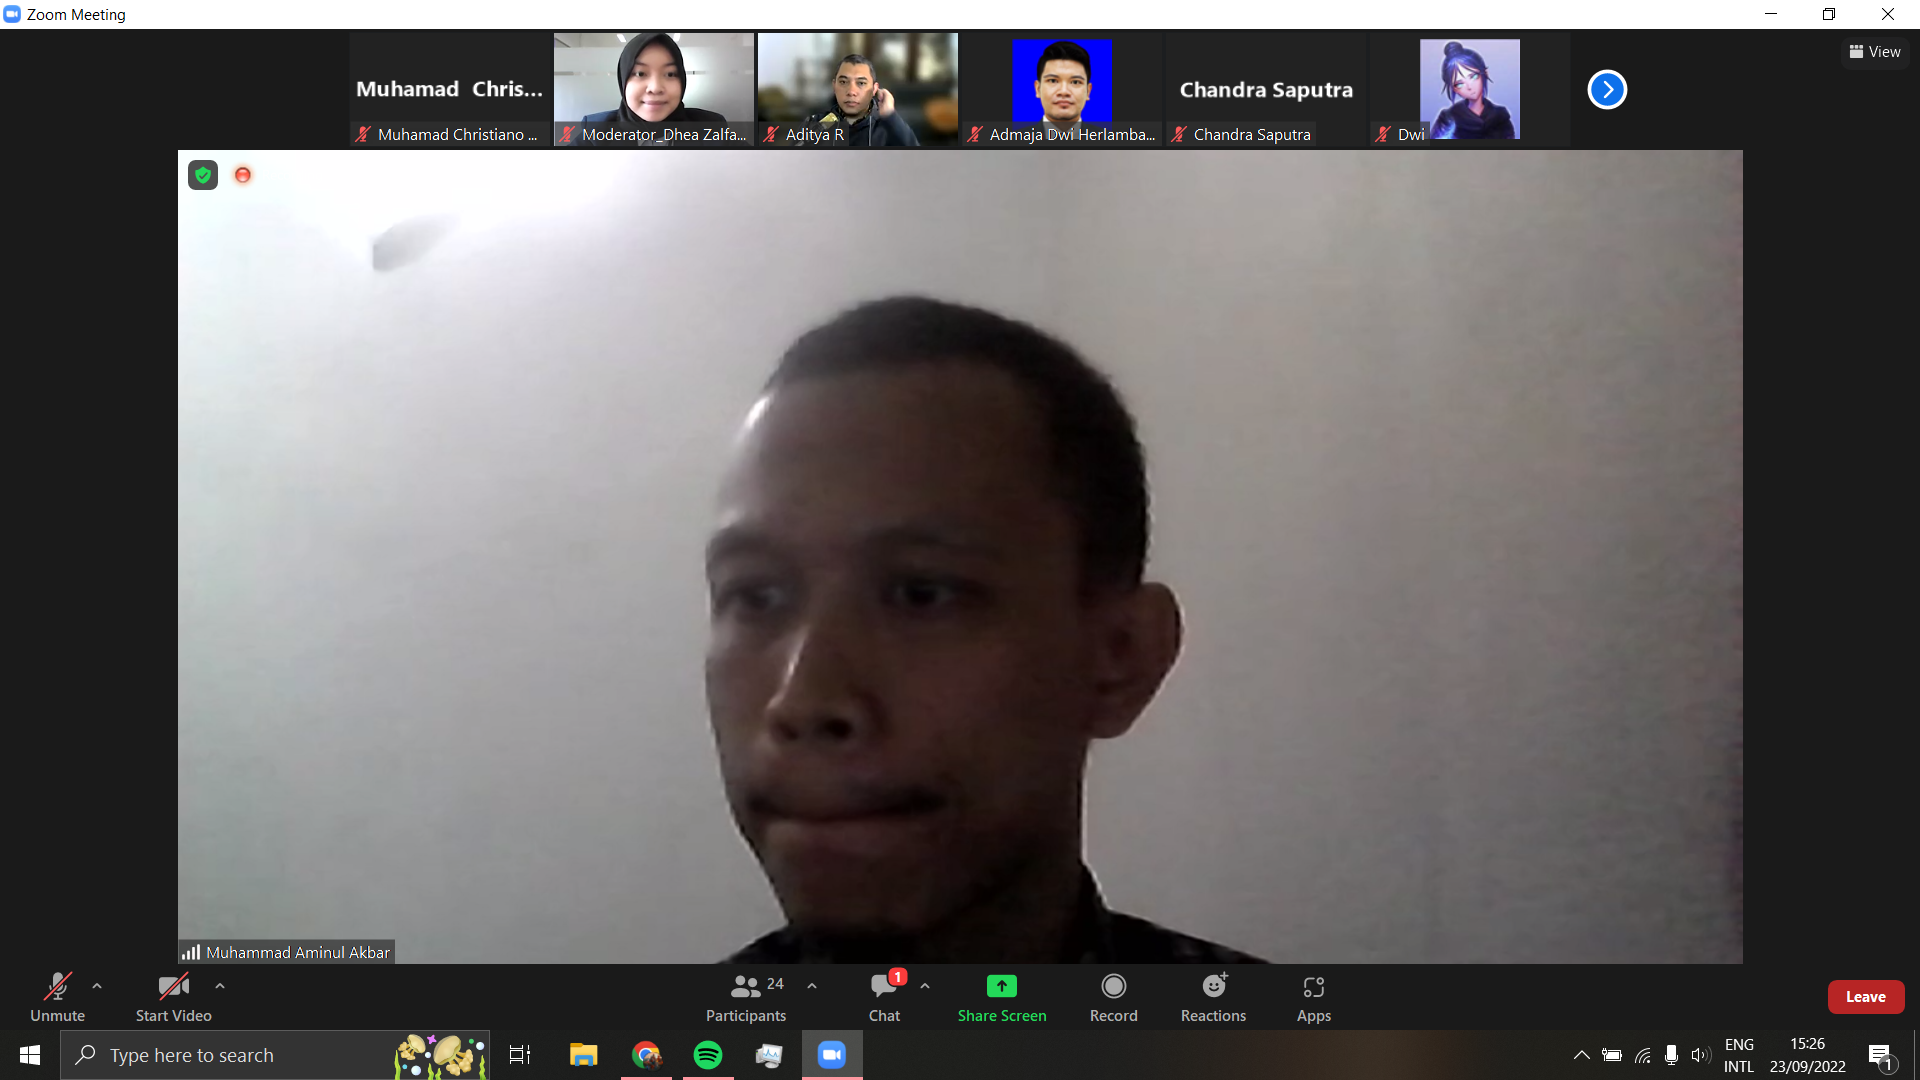 Zoom Meeting
View
Muhamad Chris...
Chandra Saputra
Muhamad Christiano ...
Moderator_Dhea Zalfa...
Aditya R
Admaja Dwi Herlamba...
Chandra Saputra
Dwi
Muhammad Aminul Akbar
Unmute
Start Video
24
Participants
1
Chat
Share Screen
Record
Reactions
Apps
Leave
Type here to search
ENG
INTL
15:26
23/09/2022
1